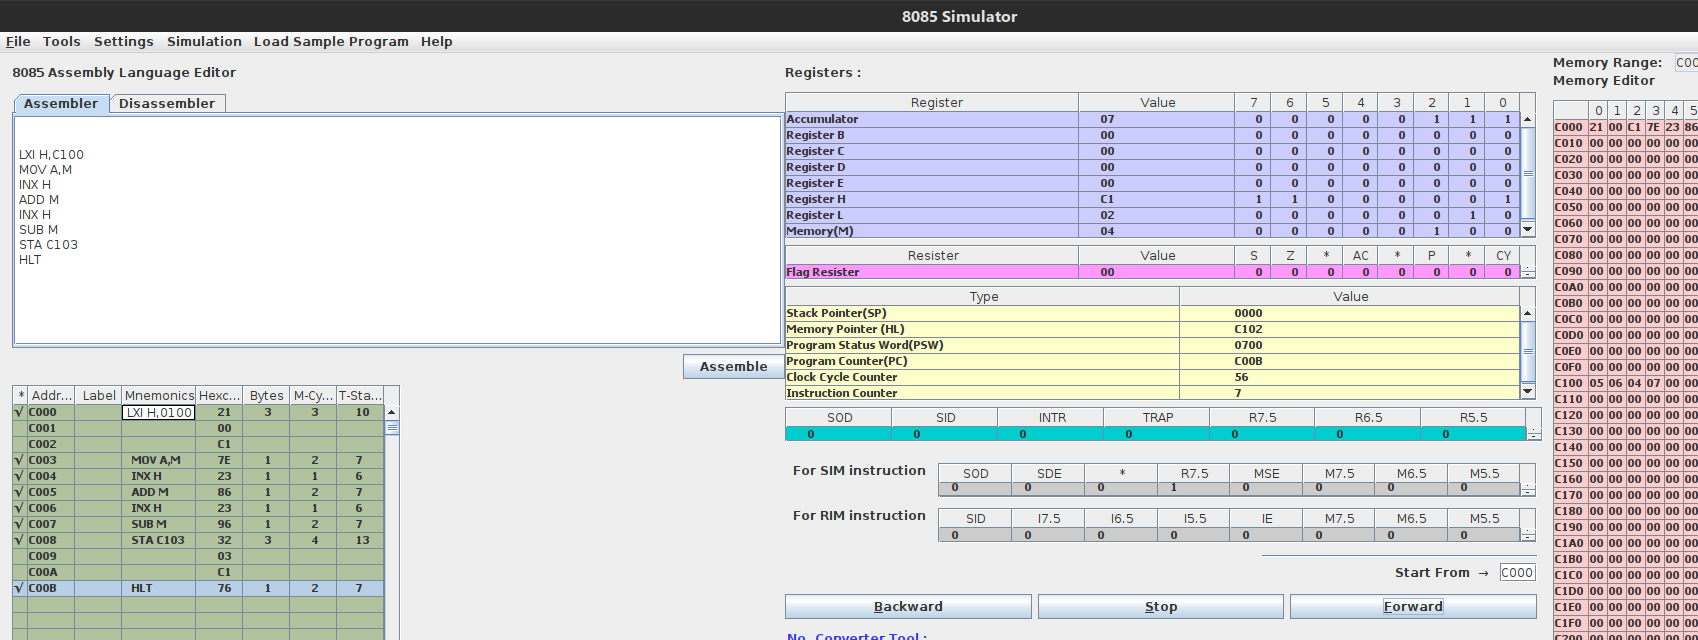 8085 Simulator
File Tools Settings Simulation Load Sample Program Help
8085 Assembly Language Editor
Assembler Disassembler
LXI H,C100
MOV A,M
INX H
ADD M
INX H
SUB M
STA C103
HLT
Assemble
* Addr... Label Mnemonics Hexc... Bytes M-Cy... T-Sta...
√ C000 LXI H,0100 21 3 3 10
C001 00
C002 C1
√ C003 MOV A,M 7E 1 2 7
√ C004 INX H 23 1 1 6
√ C005 ADD M 86 1 2 7
√ C006 INX H 23 1 1 6
√ C007 SUB M 96 1 2 7
√ C008 STA C103 32 3 4 13
C009 03
C00A C1
√ C00B HLT 76 1 2 7
Registers :
Register Value 7 6 5 4 3 2 1 0
Accumulator 07 0 0 0 0 0 1 1 1
Register B 00 0 0 0 0 0 0 0 0
Register C 00 0 0 0 0 0 0 0 0
Register D 00 0 0 0 0 0 0 0 0
Register E 00 0 0 0 0 0 0 0 0
Register H C1 1 1 0 0 0 0 0 1
Register L 02 0 0 0 0 0 0 1 0
Memory(M) 04 0 0 0 0 0 1 0 0
Resister Value S Z * AC * P * CY
Flag Resister 00 0 0 0 0 0 0 0 0
Type Value
Stack Pointer(SP) 0000
Memory Pointer (HL) C102
Program Status Word(PSW) 0700
Program Counter(PC) C00B
Clock Cycle Counter 56
Instruction Counter 7
SOD SID INTR TRAP R7.5 R6.5 R5.5
0 0 0 0 0 0 0
For SIM instruction SOD SDE * R7.5 MSE M7.5 M6.5 M5.5
0 0 0 1 0 0 0 0
For RIM instruction SID I7.5 I6.5 I5.5 IE M7.5 M6.5 M5.5
0 0 0 0 0 0 0 0
Start From → C000
Backward Stop Forward
No. Converter Tool :
Memory Range: C00
Memory Editor
0 1 2 3 4 5
C000 21 00 C1 7E 23 86
C010 00 00 00 00 00 00
C020 00 00 00 00 00 00
C030 00 00 00 00 00 00
C040 00 00 00 00 00 00
C050 00 00 00 00 00 00
C060 00 00 00 00 00 00
C070 00 00 00 00 00 00
C080 00 00 00 00 00 00
C090 00 00 00 00 00 00
C0A0 00 00 00 00 00 00
C0B0 00 00 00 00 00 00
C0C0 00 00 00 00 00 00
C0D0 00 00 00 00 00 00
C0E0 00 00 00 00 00 00
C0F0 00 00 00 00 00 00
C100 05 06 04 07 00 00
C110 00 00 00 00 00 00
C120 00 00 00 00 00 00
C130 00 00 00 00 00 00
C140 00 00 00 00 00 00
C150 00 00 00 00 00 00
C160 00 00 00 00 00 00
C170 00 00 00 00 00 00
C180 00 00 00 00 00 00
C190 00 00 00 00 00 00
C1A0 00 00 00 00 00 00
C1B0 00 00 00 00 00 00
C1C0 00 00 00 00 00 00
C1D0 00 00 00 00 00 00
C1E0 00 00 00 00 00 00
C1F0 00 00 00 00 00 00